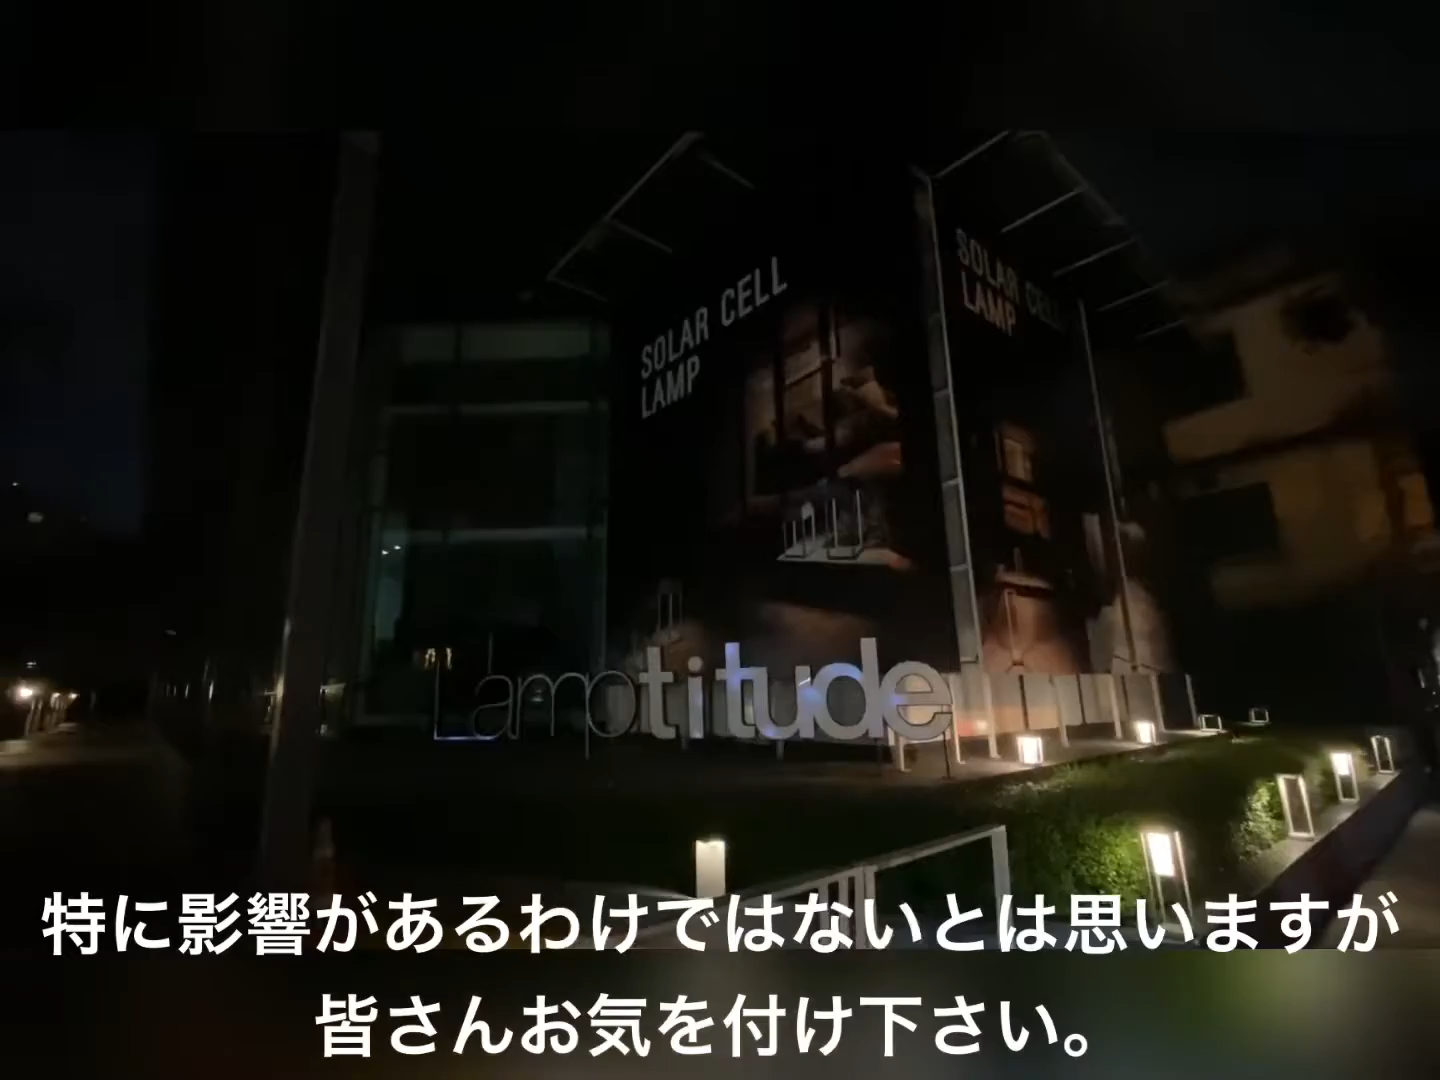 SOLAR CELL
LAMP
SOLAR CELL
LAMP
Lamptitude
特に影響があるわけではないとは思いますが
皆さんお気を付け下さい。